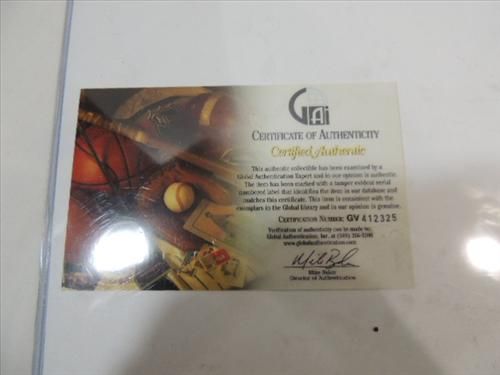 GAi
CERTIFICATE OF AUTHENTICITY
Certified Authentic
This authentic collectible has been examined by a
Global Authentication Expert and in our opinion is authentic.
The item has been marked with a tamper evident serial
numbered label that identifies the item in our database and
matches this certificate. This item is consistent with the
exemplars in the Global Library and in our opinion is genuine.
CERTIFICATION NUMBER: GV 412325
Verification of authenticity can be made by:
Global Authentication, Inc. at
www.globalauthentication.com
Mike Baker
Director of Authentication